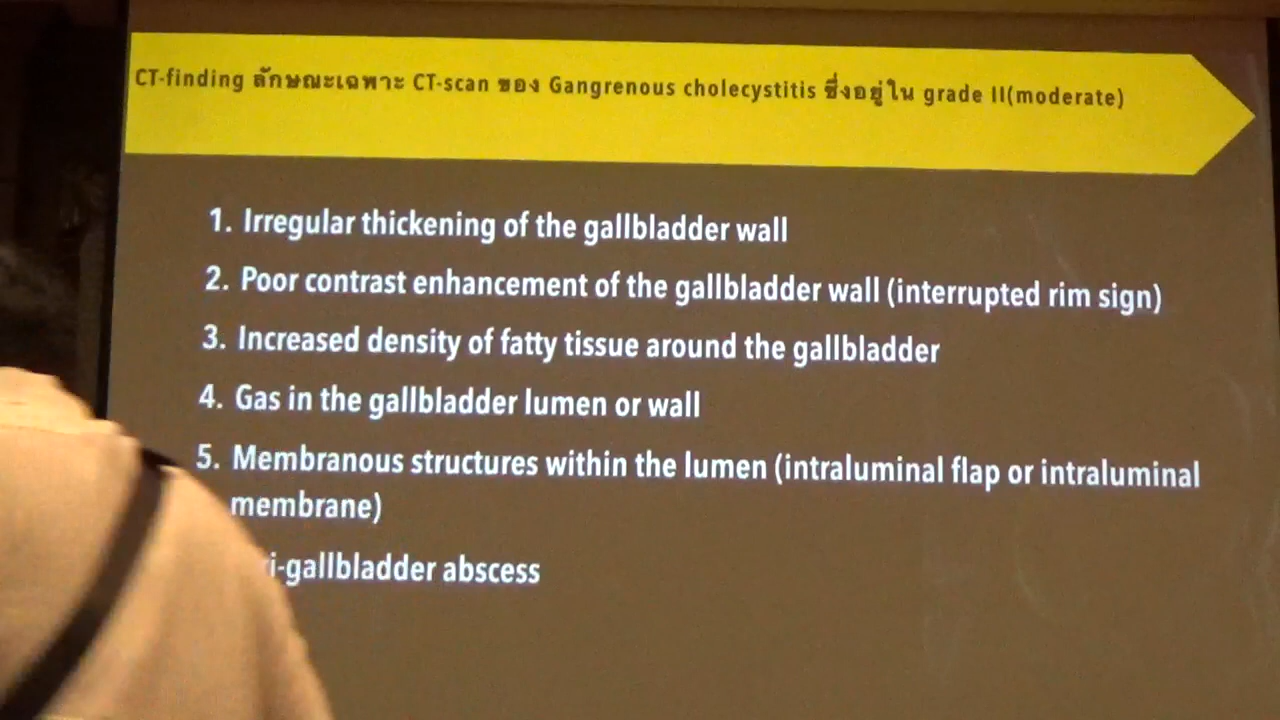 CT-finding ลักษณะเฉพาะ CT-scan ของ Gangrenous cholecystitis ซึ่งอยู่ใน grade II(moderate)
1. Irregular thickening of the gallbladder wall
2. Poor contrast enhancement of the gallbladder wall (interrupted rim sign)
3. Increased density of fatty tissue around the gallbladder
4. Gas in the gallbladder lumen or wall
5. Membranous structures within the lumen (intraluminal flap or intraluminal
membrane)
i-gallbladder abscess